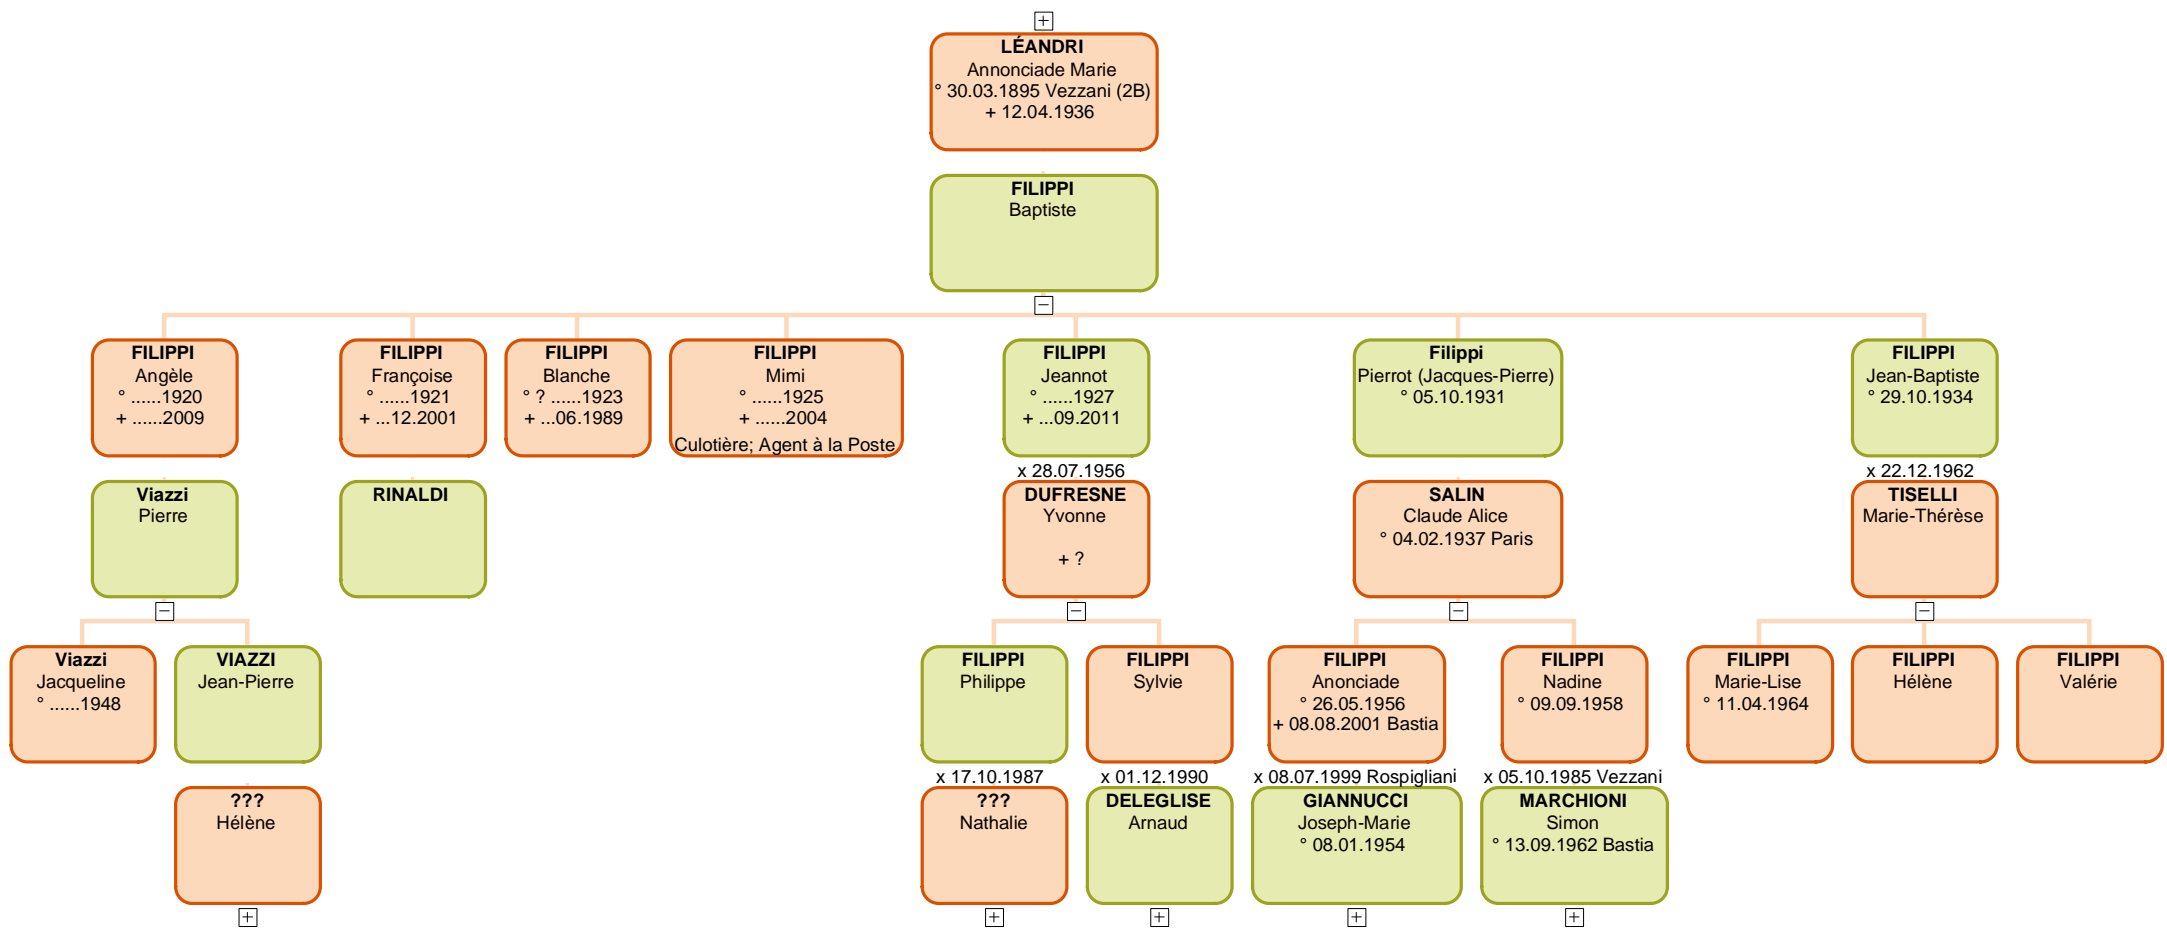 LÉANDRI
Annonciade Marie
° 30.03.1895 Vezzani (2B)
+ 12.04.1936
FILIPPI
Baptiste
FILIPPI
Angèle
° ......1920
+ ......2009
FILIPPI
Françoise
° ......1921
+ ...12.2001
FILIPPI
Blanche
° ? ......1923
+ ...06.1989
FILIPPI
Mimi
° ......1925
+ ......2004
Culotière; Agent à la Poste
FILIPPI
Jeannot
° ......1927
+ ...09.2011
Filippi
Pierrot (Jacques-Pierre)
° 05.10.1931
FILIPPI
Jean-Baptiste
° 29.10.1934
Viazzi
Pierre
RINALDI
x 28.07.1956
DUFRESNE
Yvonne
+ ?
SALIN
Claude Alice
° 04.02.1937 Paris
x 22.12.1962
TISELLI
Marie-Thérèse
Viazzi
Jacqueline
° ......1948
VIAZZI
Jean-Pierre
FILIPPI
Philippe
FILIPPI
Sylvie
FILIPPI
Anonciade
° 26.05.1956
+ 08.08.2001 Bastia
FILIPPI
Nadine
° 09.09.1958
FILIPPI
Marie-Lise
° 11.04.1964
FILIPPI
Hélène
FILIPPI
Valérie
???
Hélène
x 17.10.1987
???
Nathalie
x 01.12.1990
DELEGLISE
Arnaud
x 08.07.1999 Rospigliani
GIANNUCCI
Joseph-Marie
° 08.01.1954
x 05.10.1985 Vezzani
MARCHIONI
Simon
° 13.09.1962 Bastia